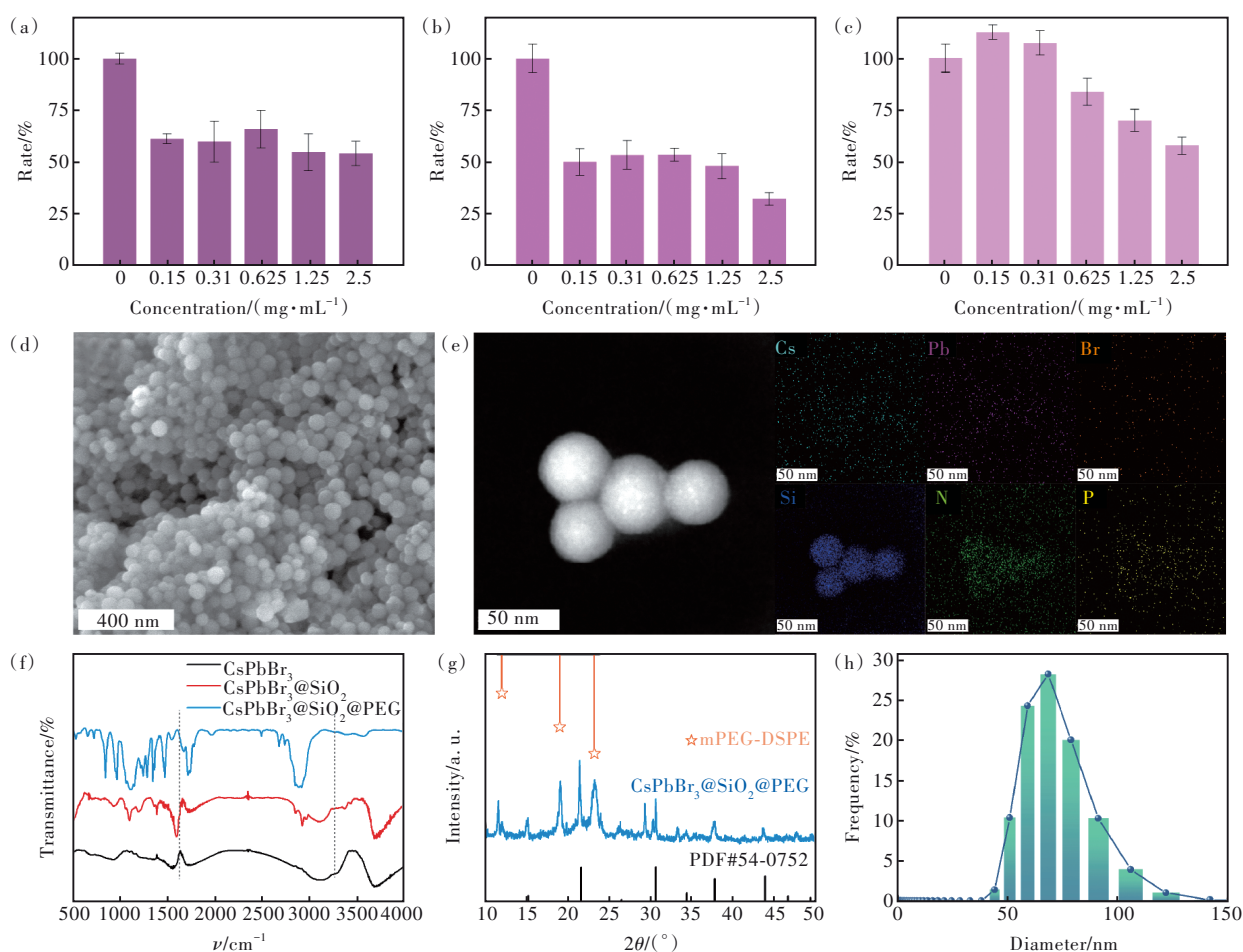 (a)
100
75
50
25
0
Rate/%
0 0.15 0.31 0.625 1.25 2.5
Concentration/(mg·mL⁻¹)
(b)
100
75
50
25
0
Rate/%
0 0.15 0.31 0.625 1.25 2.5
Concentration/(mg·mL⁻¹)
(c)
100
75
50
25
0
Rate/%
0 0.15 0.31 0.625 1.25 2.5
Concentration/(mg·mL⁻¹)
(d)
400 nm
(e)
50 nm
Cs
50 nm
Pb
50 nm
Br
50 nm
Si
50 nm
N
50 nm
P
50 nm
(f)
CsPbBr₃
CsPbBr₃@SiO₂
CsPbBr₃@SiO₂@PEG
Transmittance/%
500 1000 1500 2000 2500 3000 3500 4000
ν/cm⁻¹
(g)
☆mPEG-DSPE
CsPbBr₃@SiO₂@PEG
PDF#54-0752
Intensity/a. u.
10 15 20 25 30 35 40 45 50
2θ/(°)
(h)
30
25
20
15
10
5
0
Frequency/%
0 50 100 150
Diameter/nm